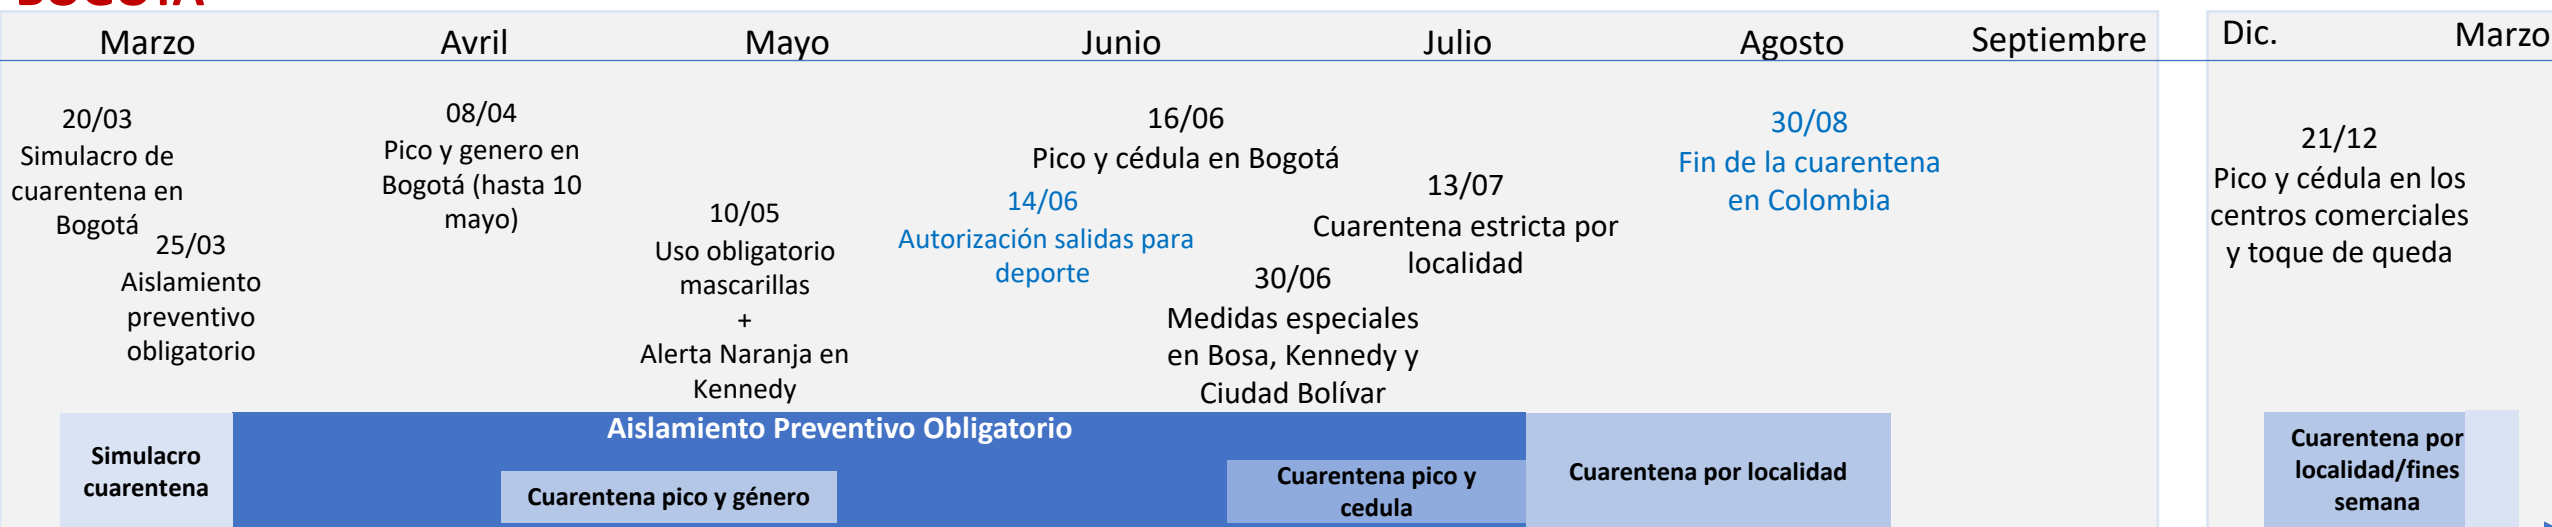 BOGOTÁ
Marzo
Avril
Mayo
Junio
Julio
Agosto
Septiembre
Dic.
Marzo
20/03
Simulacro de
cuarentena en
Bogotá
25/03
Aislamiento
preventivo
obligatorio
08/04
Pico y genero en
Bogotá (hasta 10
mayo)
10/05
Uso obligatorio
mascarillas
+
Alerta Naranja en
Kennedy
16/06
Pico y cédula en Bogotá
14/06
Autorización salidas para
deporte
30/06
Medidas especiales
en Bosa, Kennedy y
Ciudad Bolívar
13/07
Cuarentena estricta por
localidad
30/08
Fin de la cuarentena
en Colombia
21/12
Pico y cédula en los
centros comerciales
y toque de queda
Simulacro
cuarentena
Aislamiento Preventivo Obligatorio
Cuarentena pico y género
Cuarentena pico y
cedula
Cuarentena por localidad
Cuarentena por
localidad/fines
semana